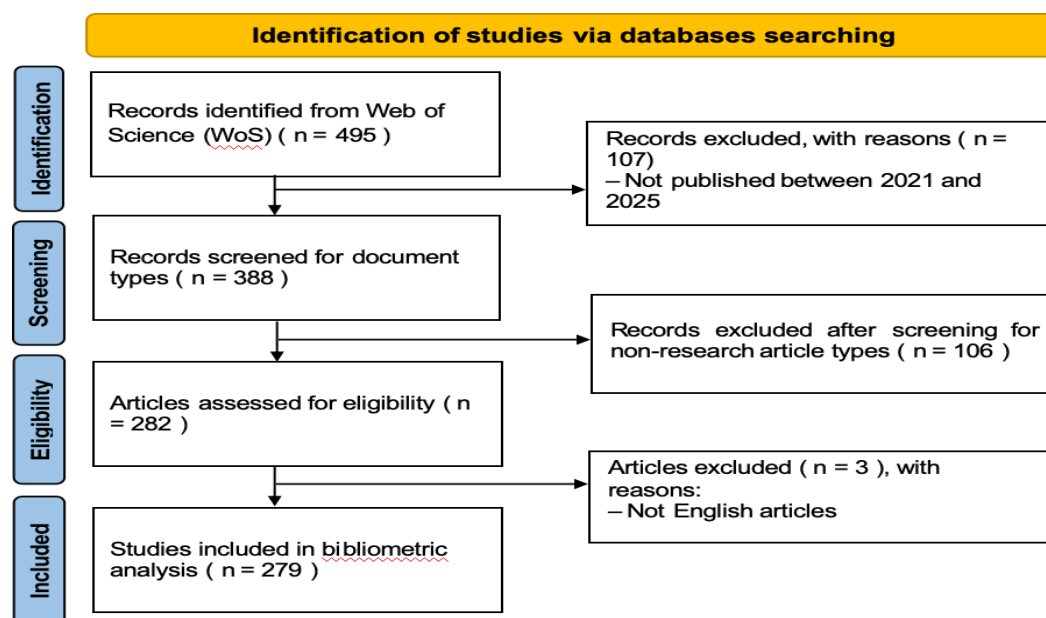 Identification of studies via databases searching
Identification
Records identified from Web of
Science (WoS) ( n = 495 )
Records excluded, with reasons ( n =
107)
– Not published between 2021 and
2025
Screening
Records screened for document
types ( n = 388 )
Records excluded after screening for
non-research article types ( n = 106 )
Eligibility
Articles assessed for eligibility ( n
= 282 )
Articles excluded ( n = 3 ), with
reasons:
– Not English articles
Included
Studies included in bibliometric
analysis ( n = 279 )